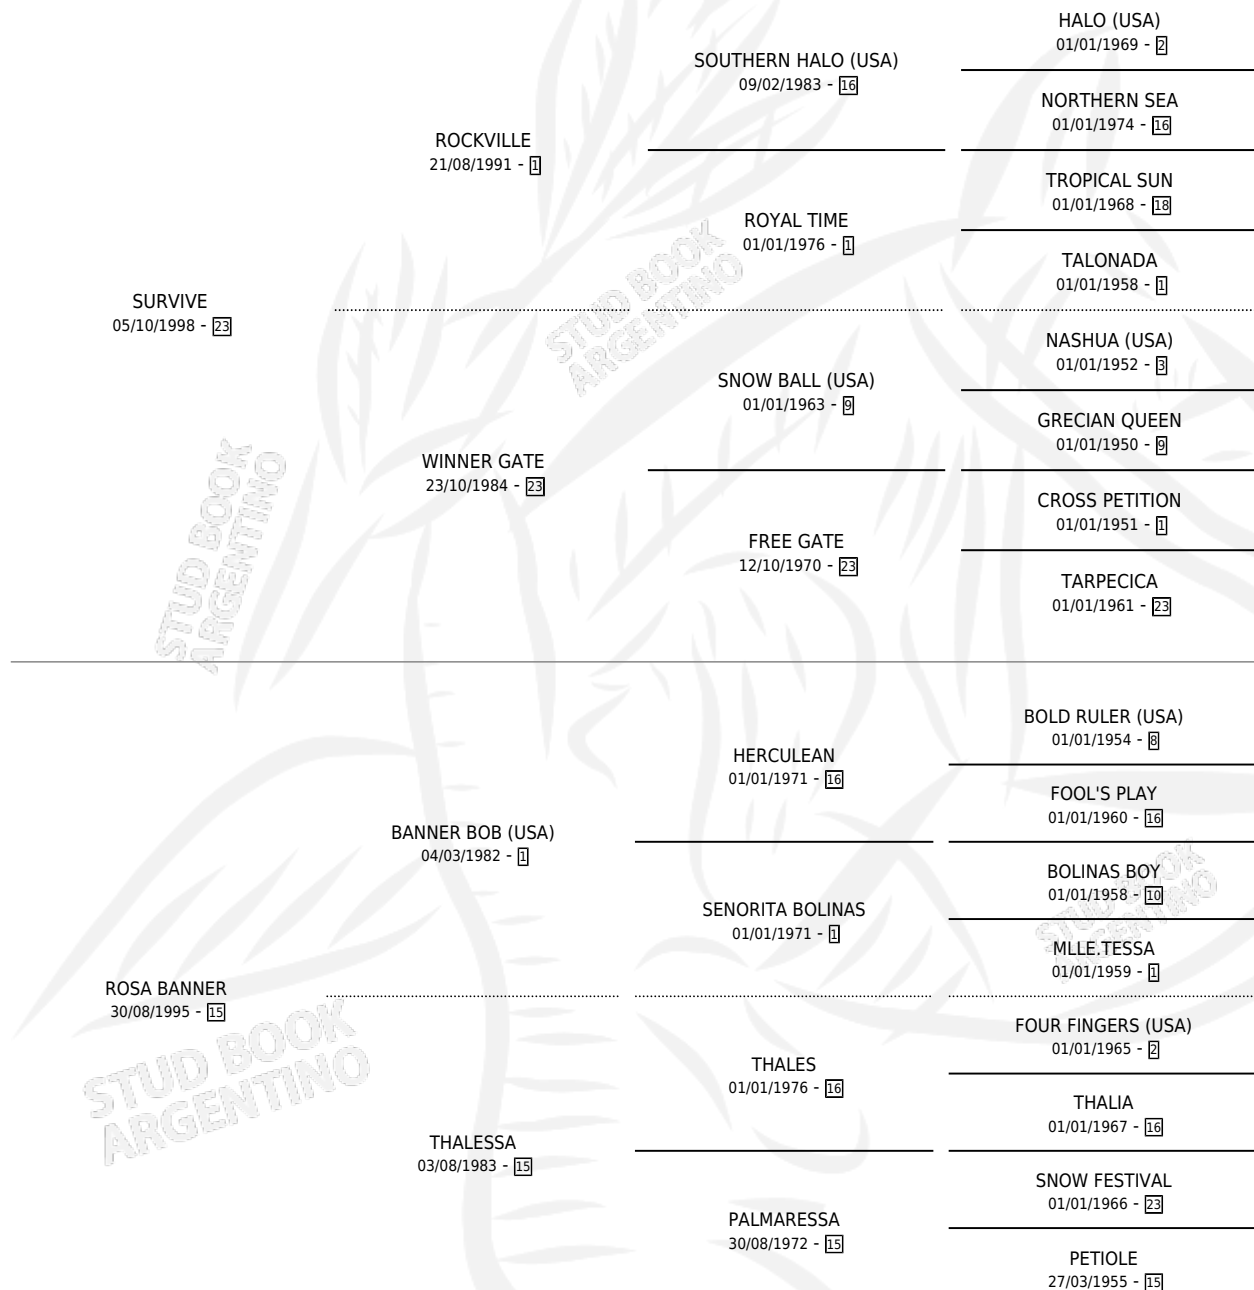 HALO (USA)
01/01/1969 - 2
SOUTHERN HALO (USA)
09/02/1983 - 16
NORTHERN SEA
01/01/1974 - 16
ROCKVILLE
21/08/1991 - 1
TROPICAL SUN
01/01/1968 - 18
ROYAL TIME
01/01/1976 - 1
TALONADA
01/01/1958 - 1
SURVIVE
05/10/1998 - 23
NASHUA (USA)
01/01/1952 - 3
SNOW BALL (USA)
01/01/1963 - 9
GRECIAN QUEEN
01/01/1950 - 9
WINNER GATE
23/10/1984 - 23
CROSS PETITION
01/01/1951 - 1
FREE GATE
12/10/1970 - 23
TARPECICA
01/01/1961 - 23
BOLD RULER (USA)
01/01/1954 - 8
HERCULEAN
01/01/1971 - 16
FOOL'S PLAY
01/01/1960 - 16
BANNER BOB (USA)
04/03/1982 - 1
BOLINAS BOY
01/01/1958 - 10
SENORITA BOLINAS
01/01/1971 - 1
MLLE.TESSA
01/01/1959 - 1
ROSA BANNER
30/08/1995 - 15
FOUR FINGERS (USA)
01/01/1965 - 2
THALES
01/01/1976 - 16
THALIA
01/01/1967 - 16
THALESSA
03/08/1983 - 15
SNOW FESTIVAL
01/01/1966 - 23
PALMARESSA
30/08/1972 - 15
PETIOLE
27/03/1955 - 15
STUD BOOK
ARGENTINO
STUD BOOK
ARGENTINO
STUD BOOK
ARGENTINO
STUD BOOK
ARGENTINO